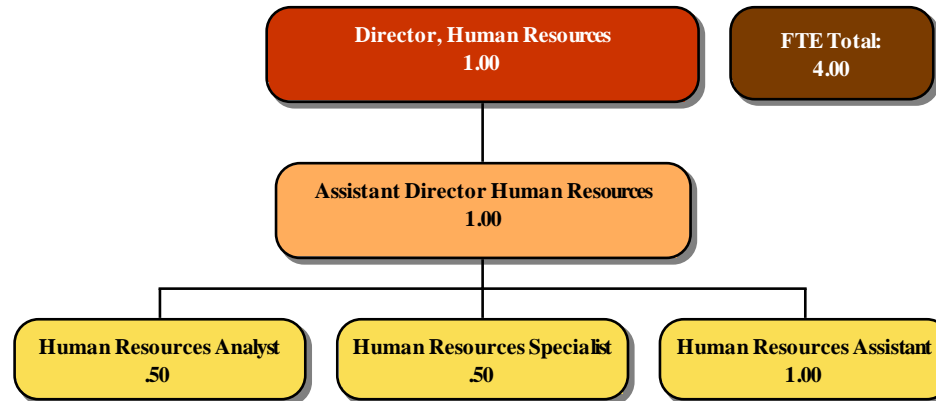 Director, Human Resources
1.00
FTE Total:
4.00
Assistant Director Human Resources
1.00
Human Resources Analyst
.50
Human Resources Specialist
.50
Human Resources Assistant
1.00